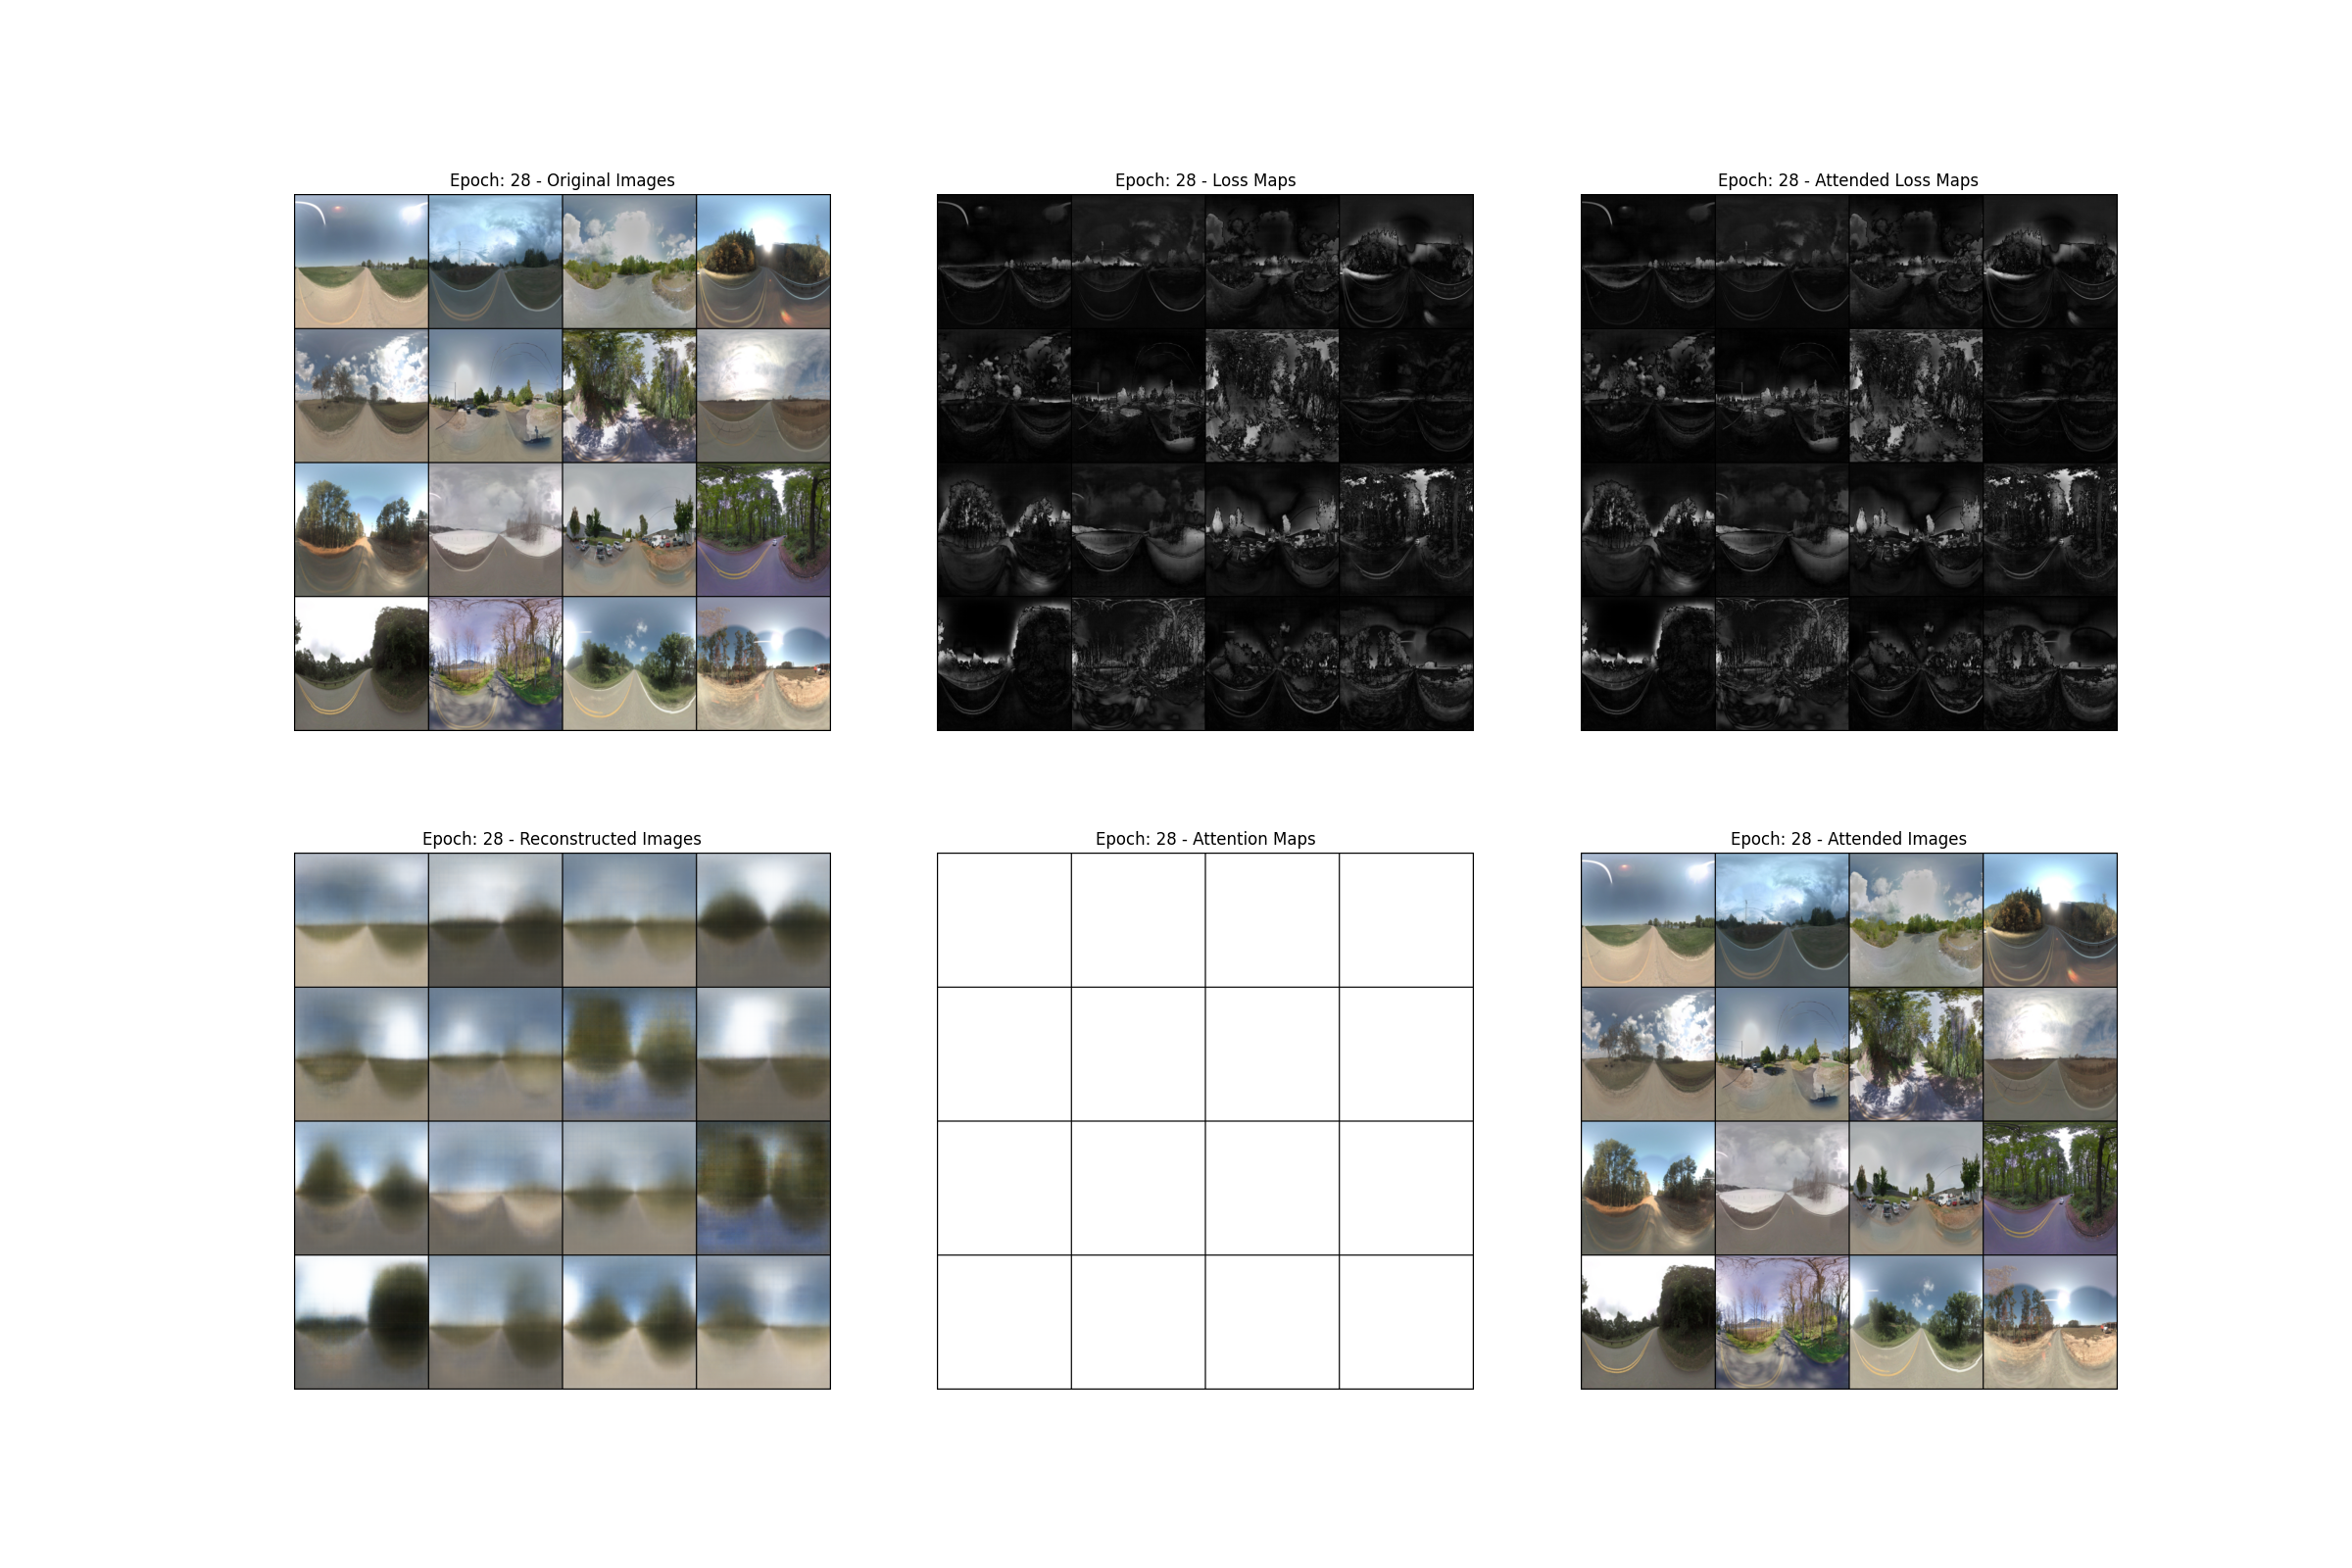 Epoch: 28 - Original Images
Epoch: 28 - Loss Maps
Epoch: 28 - Attended Loss Maps
Epoch: 28 - Reconstructed Images
Epoch: 28 - Attention Maps
Epoch: 28 - Attended Images